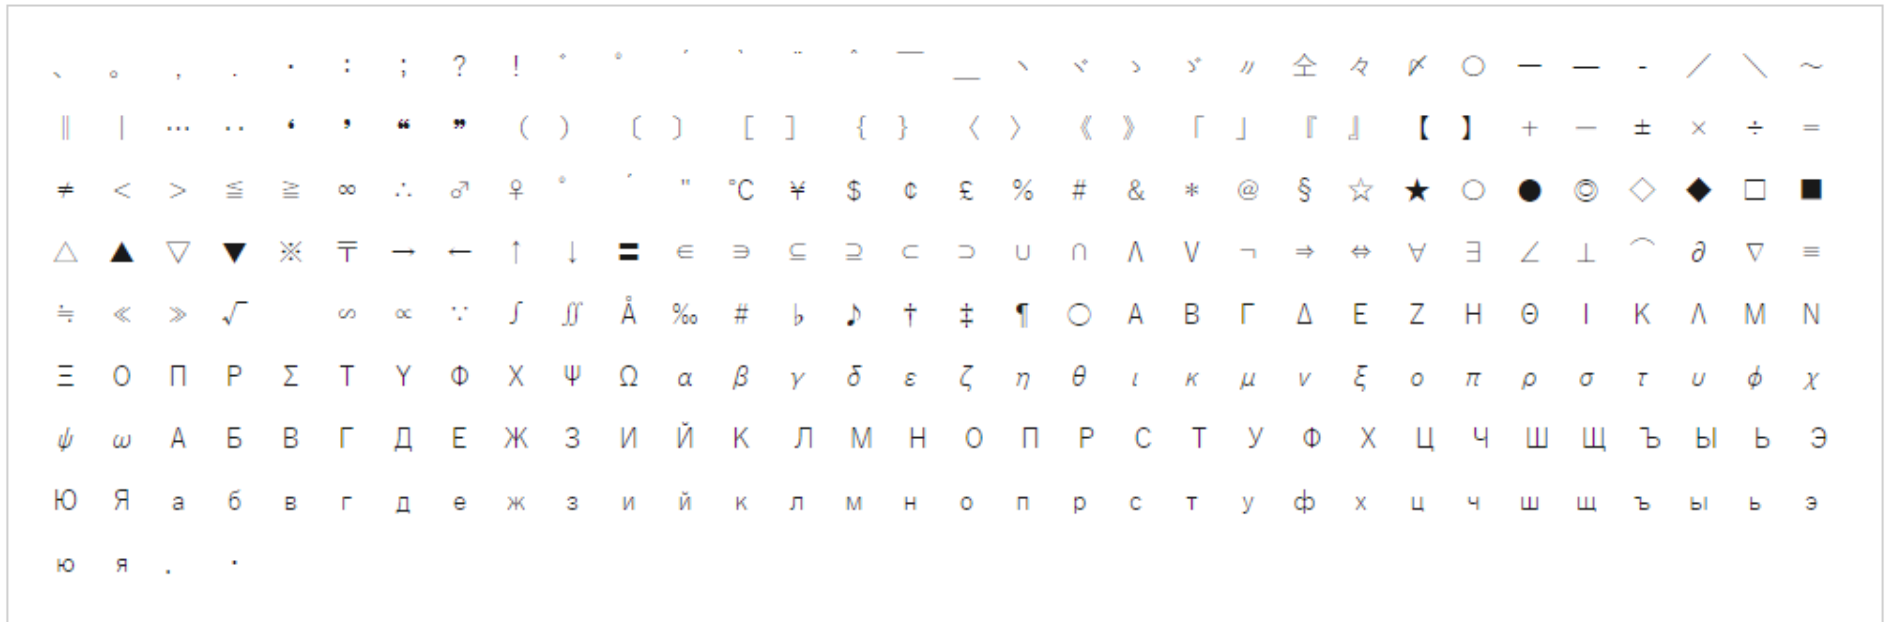 、 。 , . ・ : ; ? ! ゛ ゜ ´ ` ¨ ^ ‾ _ ヽ ヾ ゝ ゞ 〃 仝 々 〆 〇 ー — ‐ / \ 〜
‖ | … ‥ ‘ ’ “ ” ( ) 〔 〕 [ ] { } 〈 〉 《 》 「 」 『 』 【 】 + − ± × ÷ =
≠ < > ≦ ≧ ∞ ∴ ♂ ♀ ° ′ ″ ℃ ¥ $ ¢ £ % # & * @ § ☆ ★ ○ ● ◎ ◇ ◆ □ ■
△ ▲ ▽ ▼ ※ 〒 → ← ↑ ↓ 〓 ∈ ∋ ⊆ ⊇ ⊂ ⊃ ∪ ∩ ∧ ∨ ¬ ⇒ ⇔ ∀ ∃ ∠ ⊥ ⌒ ∂ ∇ ≡
≒ ≪ ≫ √ ∽ ∝ ∵ ∫ ∬ Å ‰ # ♭ ♪ † ‡ ¶ ◯ Α Β Γ Δ Ε Ζ Η Θ Ι Κ Λ Μ Ν
Ξ Ο Π Ρ Σ Τ Υ Φ Χ Ψ Ω α β γ δ ε ζ η θ ι κ μ ν ξ ο π ρ σ τ υ φ χ
ψ ω А Б В Г Д Е Ж З И Й К Л М Н О П Р С Т У Ф Х Ц Ч Ш Щ Ъ Ы Ь Э
Ю Я а б в г д е ж з и й к л м н о п р с т у ф х ц ч ш щ ъ ы ь э
ю я . ・